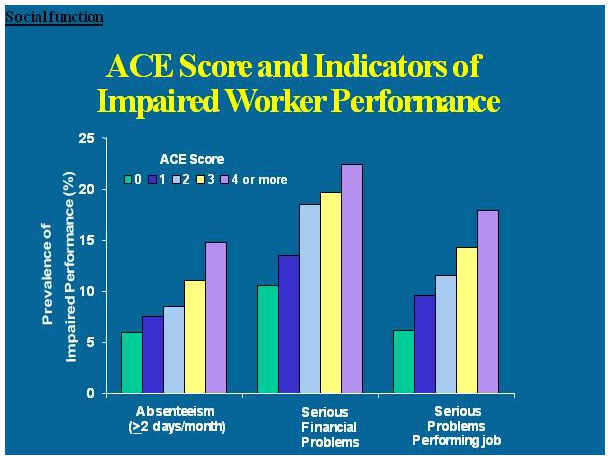 Social function
ACE Score and Indicators of
Impaired Worker Performance
25
20
15
10
5
0
Prevalence of
Impaired Performance (%)
ACE Score
0 1 2 3 4 or more
Absenteeism
(≥2 days/month)
Serious
Financial
Problems
Serious
Problems
Performing job